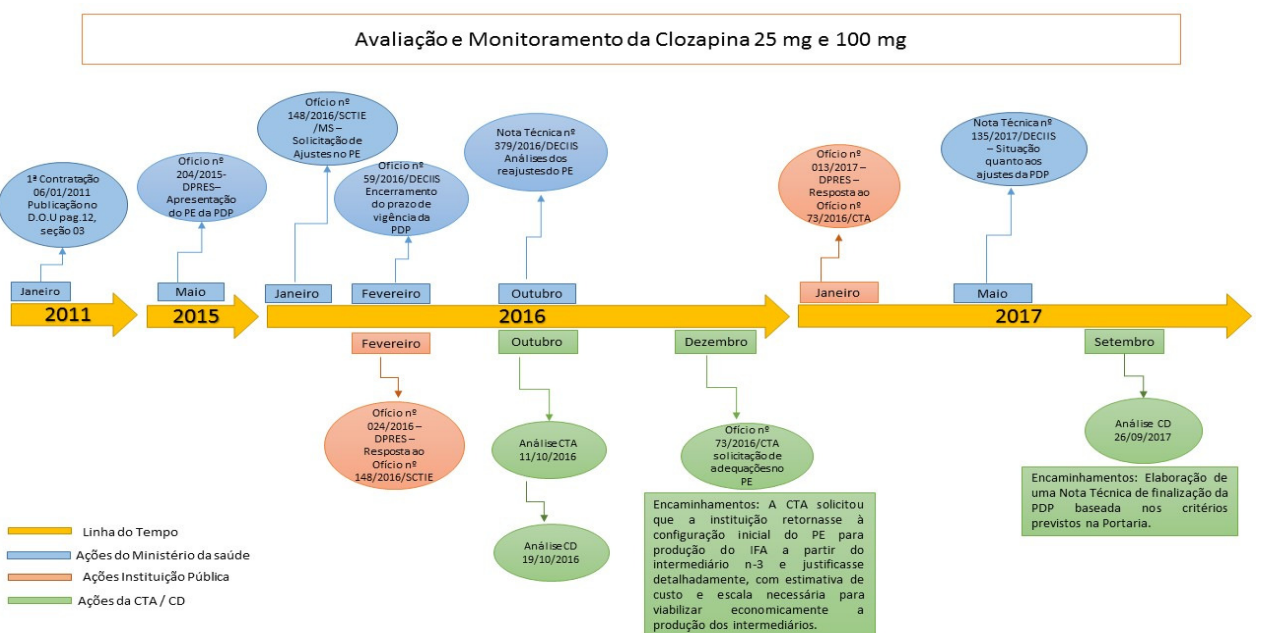 Avaliação e Monitoramento da Clozapina 25 mg e 100 mg
1ª Contratação
06/01/2011
Publicação no
D.O.U pag.12,
seção 03
Oficio nº
204/2015-
DPRES–
Apresentação
do PE da PDP
Ofício nº
148/2016/SCTIE
/MS –
Solicitação de
Ajustes no PE
Oficio nº
59/2016/DECIIS
Encerramento
do prazo de
vigência da
PDP
Nota Técnica nº
379/2016/DECIIS
Análises dos
reajustes do PE
Ofício nº
013/2017 –
DPRES –
Resposta ao
Ofício nº
73/2016/CTA
Nota Técnica nº
135/2017/DECIIS
– Situação
quanto aos
ajustes da PDP
Janeiro
Maio
Janeiro
Fevereiro
Outubro
Janeiro
Maio
2011
2015
2016
2017
Fevereiro
Outubro
Dezembro
Setembro
Ofício nº
024/2016 –
DPRES –
Resposta ao
Ofício nº
148/2016/SCTIE
Análise CTA
11/10/2016
Análise CD
19/10/2016
Ofício nº
73/2016/CTA
solicitação de
adequações no
PE
Encaminhamentos: A CTA solicitou
que a instituição retornasse à
configuração inicial do PE para
produção do IFA a partir do
intermediário n-3 e justificasse
detalhadamente, com estimativa de
custo e escala necessária para
viabilizar economicamente a
produção dos intermediários.
Análise CD
26/09/2017
Encaminhamentos: Elaboração de
uma Nota Técnica de finalização da
PDP baseada nos critérios
previstos na Portaria.
Linha do Tempo
Ações do Ministério da saúde
Ações Instituição Pública
Ações da CTA / CD